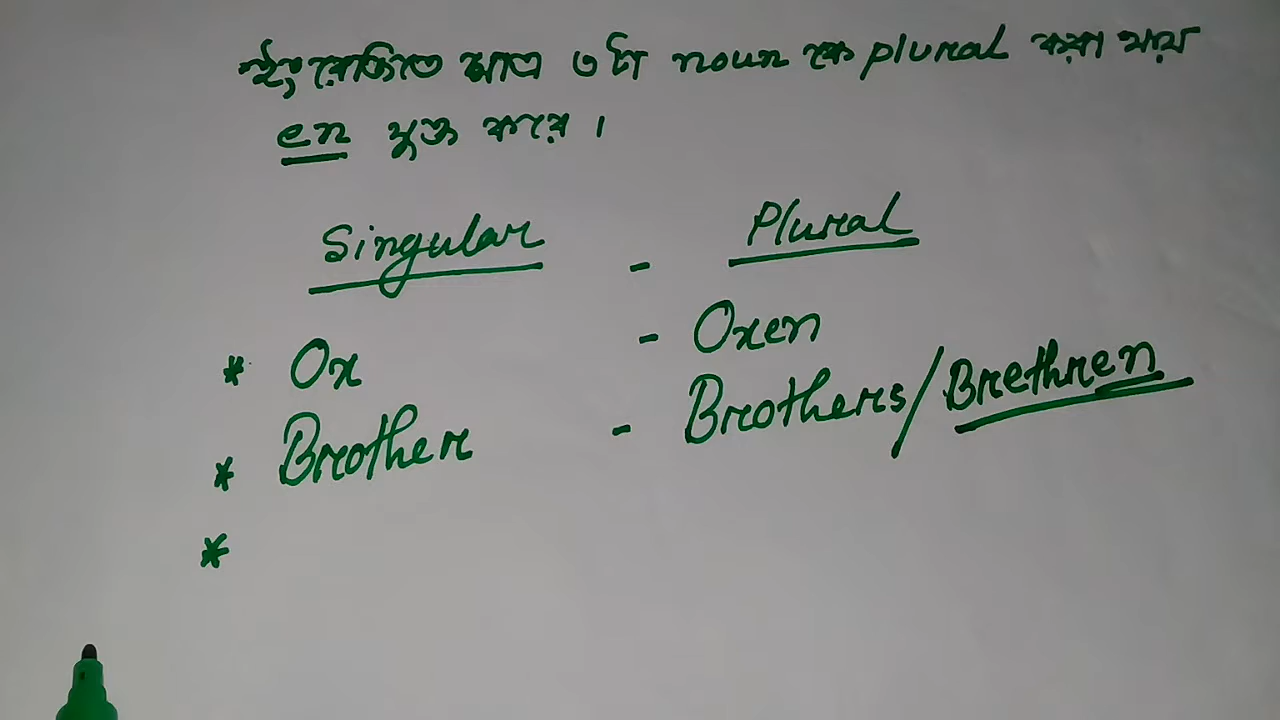 ইংরেজিতে মাত্র ৩টা noun কে plural করা যায়
en যুক্ত করে ।
Singular - Plural
* Ox - Oxen
* Brother - Brothers/Brethren
*